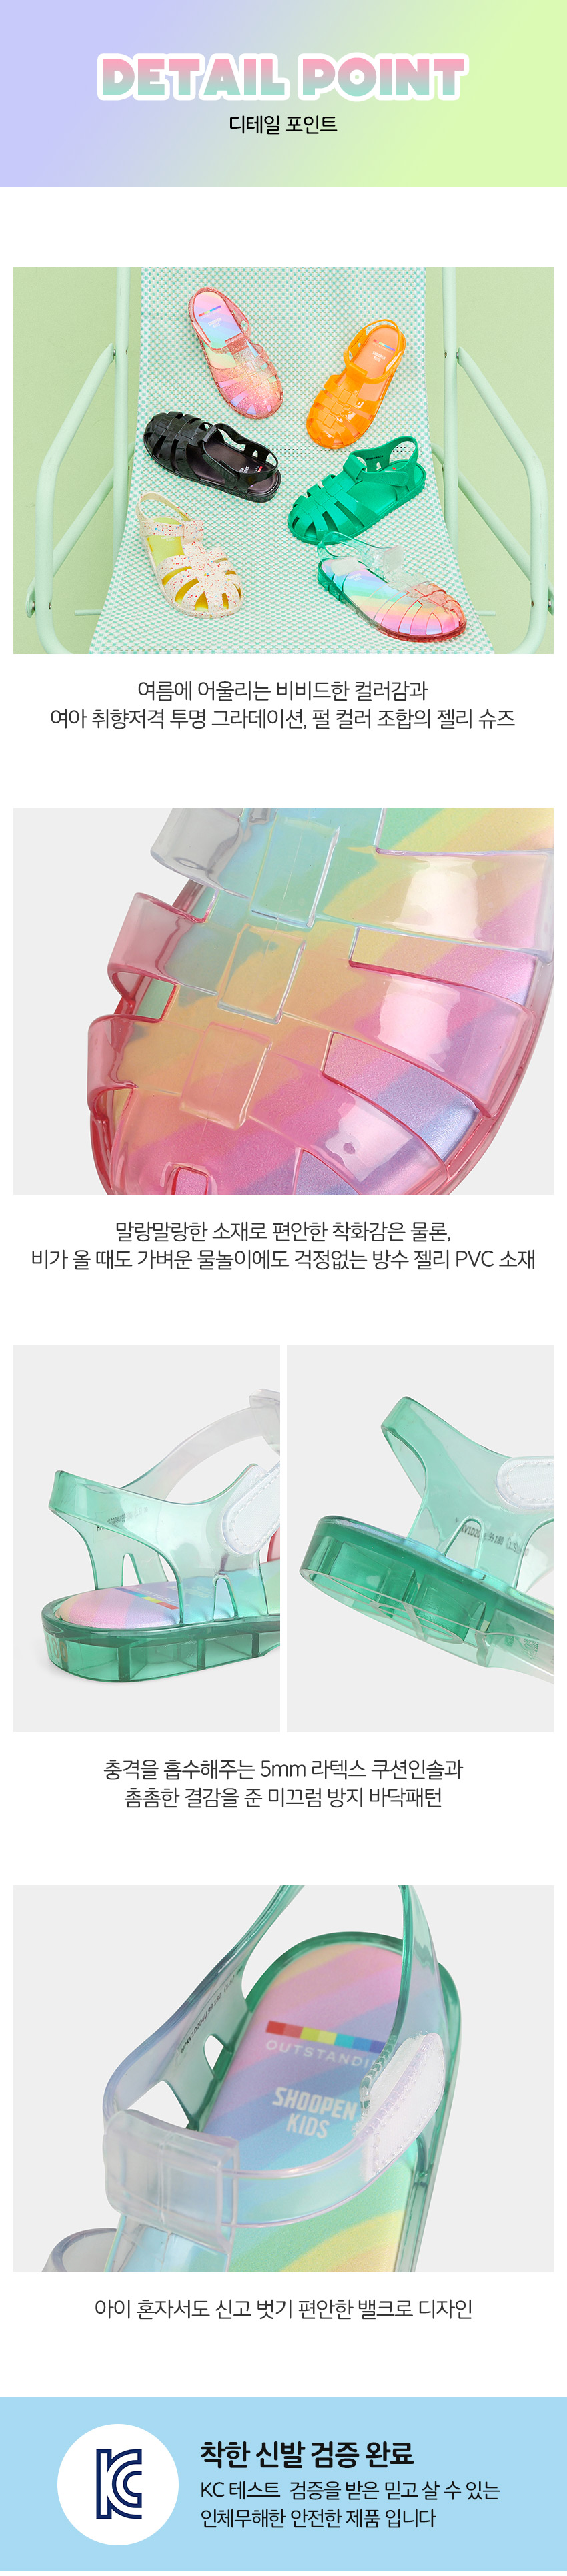 DETAIL POINT
디테일 포인트
여름에 어울리는 비비드한 컬러감과
여아 취향저격 투명 그라데이션, 펄 컬러 조합의 젤리 슈즈
말랑말랑한 소재로 편안한 착화감은 물론,
비가 올 때도 가벼운 물놀이에도 걱정없는 방수 젤리 PVC 소재
충격을 흡수해주는 5mm 라텍스 쿠션인솔과
촘촘한 결감을 준 미끄럼 방지 바닥패턴
OUTSTANDI
SHOOPEN
KIDS
아이 혼자서도 신고 벗기 편안한 밸크로 디자인
KC
착한 신발 검증 완료
KC 테스트 검증을 받은 믿고 살 수 있는
인체무해한 안전한 제품 입니다